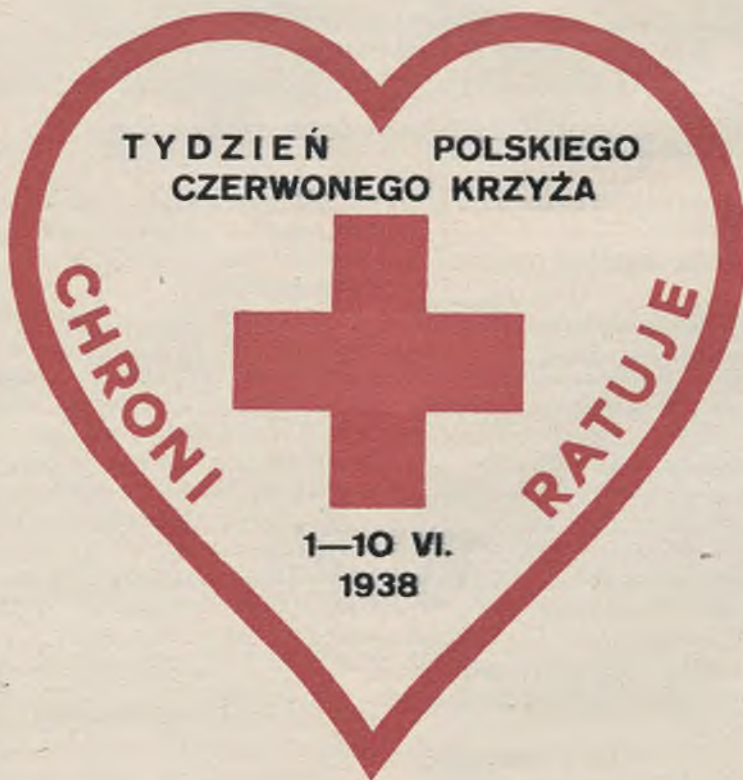 TYDZIEŃ POLSKIEGO
CZERWONEGO KRZYŻA
CHRONI
RATUJE
1—10 VI.
1938